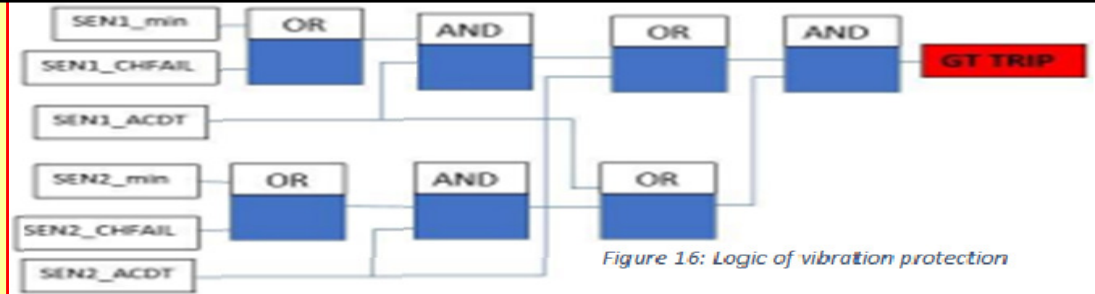 SEN1_min
OR
AND
OR
AND
SEN1_CHFAIL
GT TRIP
SEN1_ACDT
SEN2_min
OR
AND
OR
SEN2_CHFAIL
SEN2_ACDT
Figure 16: Logic of vibration protection